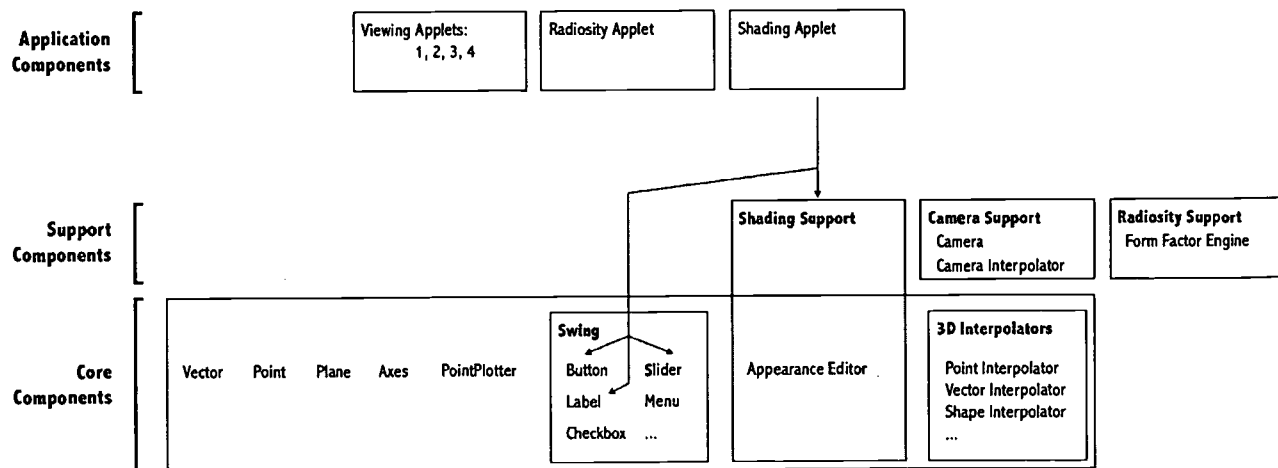 Application
Components
Viewing Applets:
1, 2, 3, 4
Radiosity Applet
Shading Applet
Support
Components
Shading Support
Camera Support
Camera
Camera Interpolator
Radiosity Support
Form Factor Engine
Core
Components
Vector
Point
Plane
Axes
PointPlotter
Swing
Button
Slider
Label
Menu
Checkbox
...
Appearance Editor
3D Interpolators
Point Interpolator
Vector Interpolator
Shape Interpolator
...